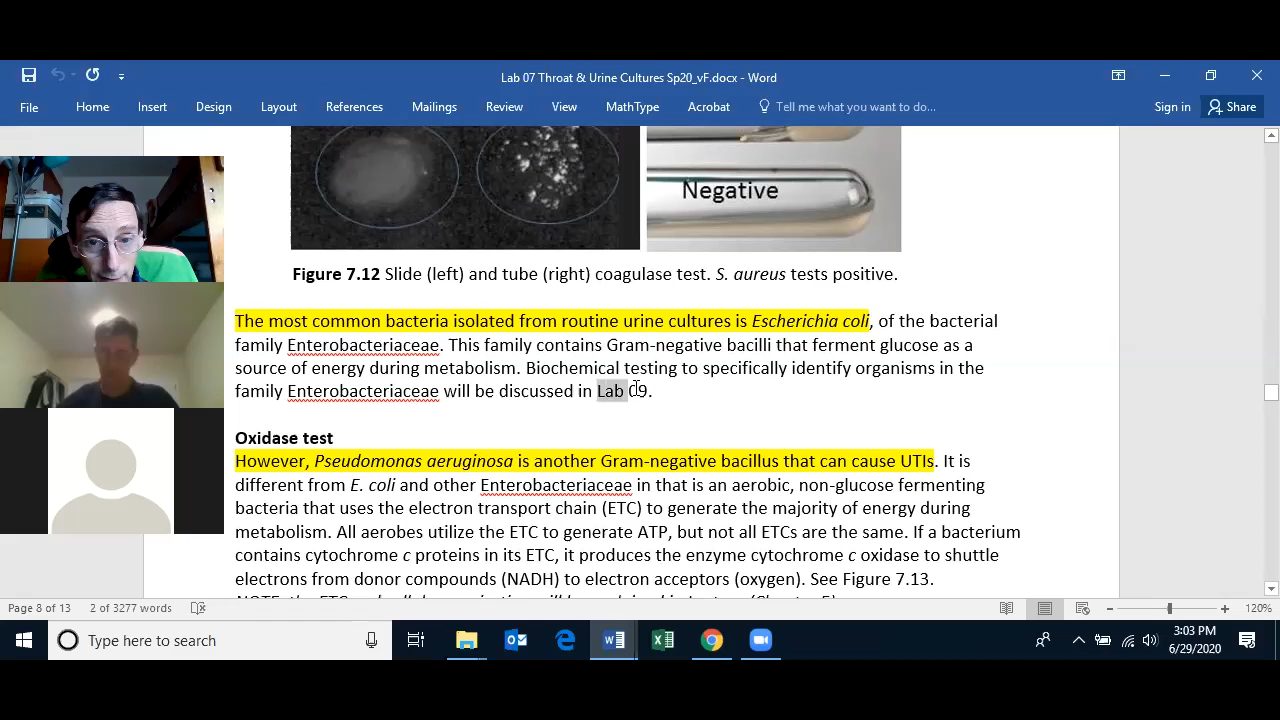 Lab 07 Throat & Urine Cultures Sp20_vF.docx - Word
File Home Insert Design Layout References Mailings Review View MathType Acrobat Tell me what you want to do... Sign in Share
Negative
Figure 7.12 Slide (left) and tube (right) coagulase test. S. aureus tests positive.
The most common bacteria isolated from routine urine cultures is Escherichia coli, of the bacterial
family Enterobacteriaceae. This family contains Gram-negative bacilli that ferment glucose as a
source of energy during metabolism. Biochemical testing to specifically identify organisms in the
family Enterobacteriaceae will be discussed in Lab 09.
Oxidase test
However, Pseudomonas aeruginosa is another Gram-negative bacillus that can cause UTIs. It is
different from E. coli and other Enterobacteriaceae in that is an aerobic, non-glucose fermenting
bacteria that uses the electron transport chain (ETC) to generate the majority of energy during
metabolism. All aerobes utilize the ETC to generate ATP, but not all ETCs are the same. If a bacterium
contains cytochrome c proteins in its ETC, it produces the enzyme cytochrome c oxidase to shuttle
electrons from donor compounds (NADH) to electron acceptors (oxygen). See Figure 7.13.
Page 8 of 13 2 of 3277 words 120%
Type here to search
3:03 PM
6/29/2020